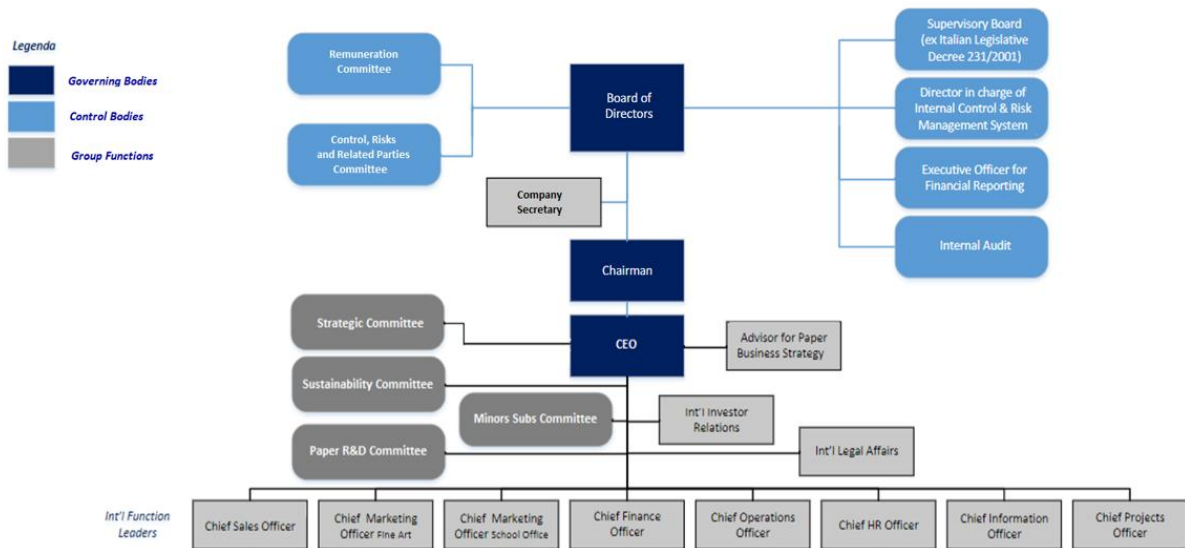 Legenda
Governing Bodies
Control Bodies
Group Functions
Remuneration
Committee
Control, Risks
and Related Parties
Committee
Board of
Directors
Supervisory Board
(ex Italian Legislative
Decree 231/2001)
Director in charge of
Internal Control & Risk
Management System
Executive Officer for
Financial Reporting
Internal Audit
Company
Secretary
Chairman
Strategic Committee
CEO
Advisor for Paper
Business Strategy
Sustainability Committee
Minors Subs Committee
Int'l Investor
Relations
Paper R&D Committee
Int'l Legal Affairs
Int'l Function
Leaders
Chief Sales Officer
Chief Marketing
Officer Fine Art
Chief Marketing
Officer School Office
Chief Finance
Officer
Chief Operations
Officer
Chief HR Officer
Chief Information
Officer
Chief Projects
Officer